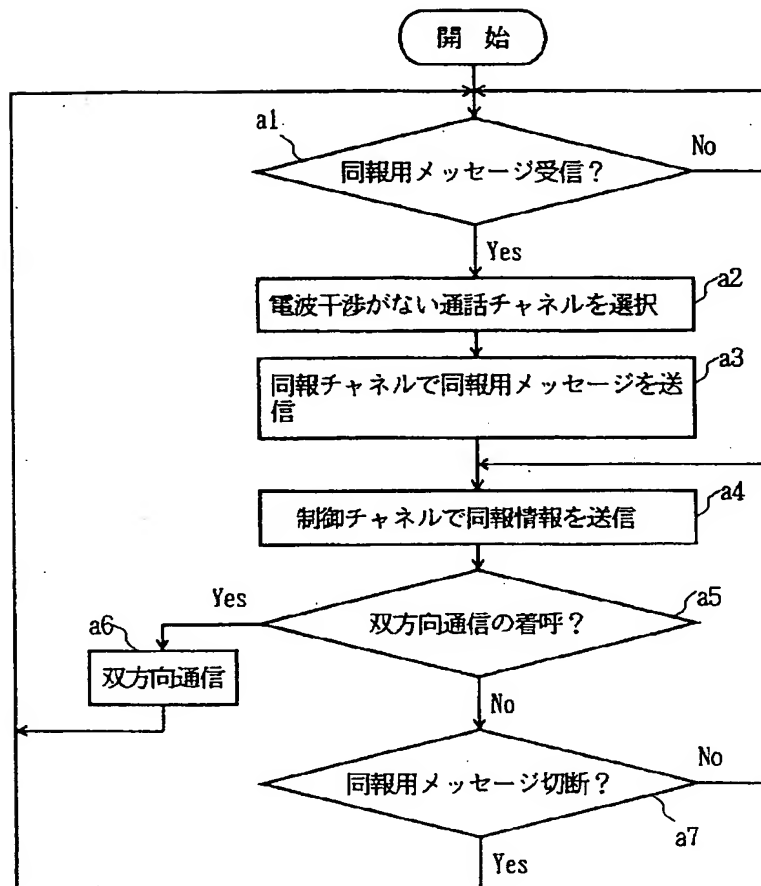 開 始
a1
同報用メッセージ受信?
No
Yes
a2
電波干渉がない通話チャネルを選択
a3
同報チャネルで同報用メッセージを送
信
a4
制御チャネルで同報情報を送信
Yes
a5
双方向通信の着呼?
a6
双方向通信
No
同報用メッセージ切断?
No
a7
Yes